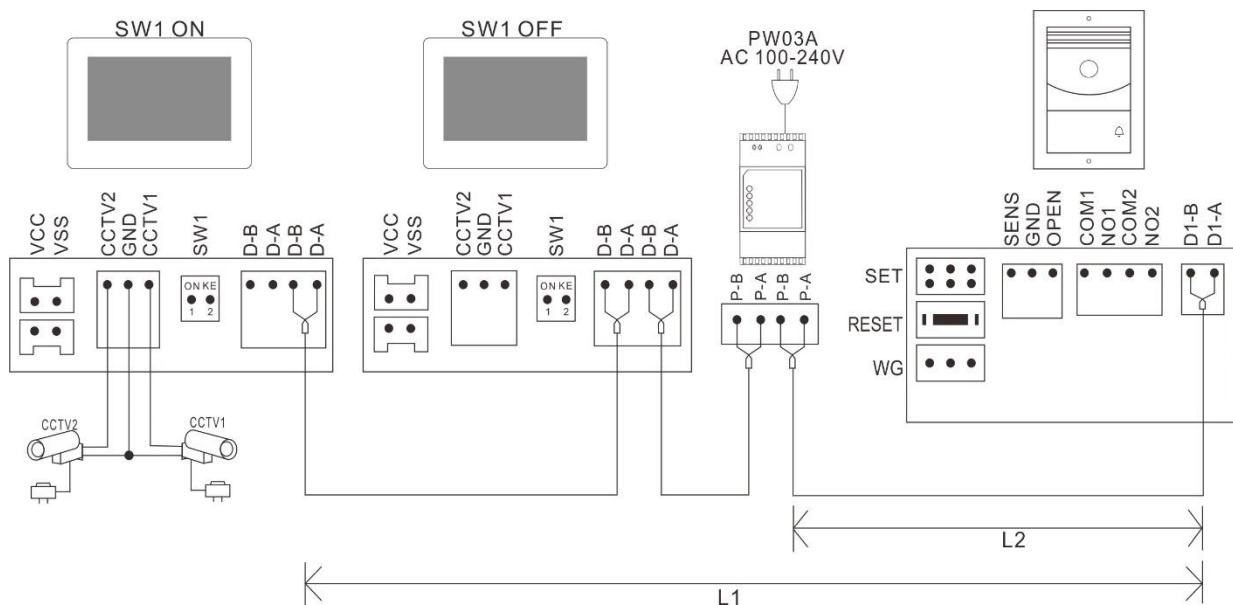 SW1 ON
SW1 OFF
PW03A
AC 100-240V
VCC
VSS
CCTV2
GND
CCTV1
SW1
D-B
D-A
D-B
D-A
ON KE
1 2
VCC
VSS
CCTV2
GND
CCTV1
SW1
D-B
D-A
D-B
D-A
ON KE
1 2
P-B
P-A
P-B
P-A
SENS
GND
OPEN
COM1
NO1
COM2
NO2
D1-B
D1-A
SET
RESET
WG
CCTV2
CCTV1
L2
L1